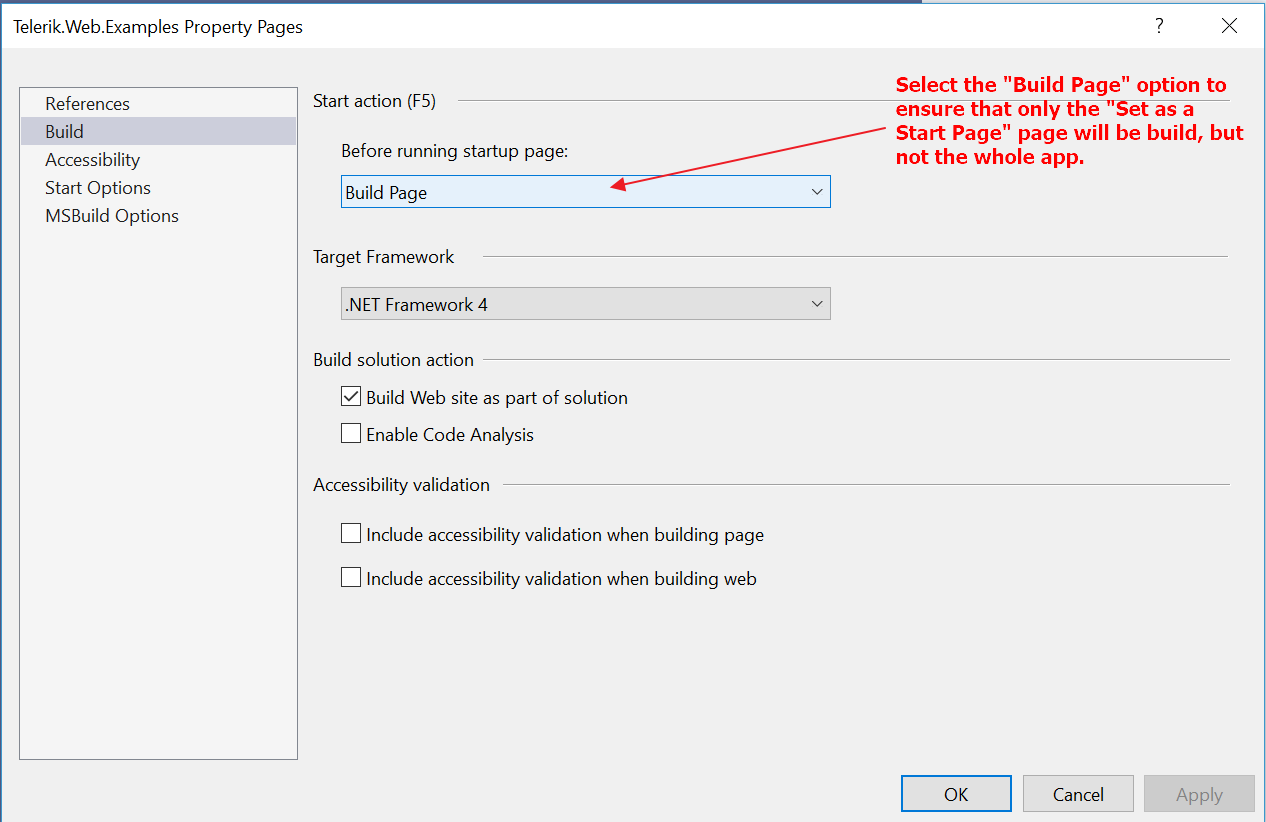 Telerik.Web.Examples Property Pages
?
References
Build
Accessibility
Start Options
MSBuild Options
Start action (F5)
Before running startup page:
Build Page
Select the "Build Page" option to
ensure that only the "Set as a
Start Page" page will be build, but
not the whole app.
Target Framework
.NET Framework 4
Build solution action
Build Web site as part of solution
Enable Code Analysis
Accessibility validation
Include accessibility validation when building page
Include accessibility validation when building web
OK
Cancel
Apply